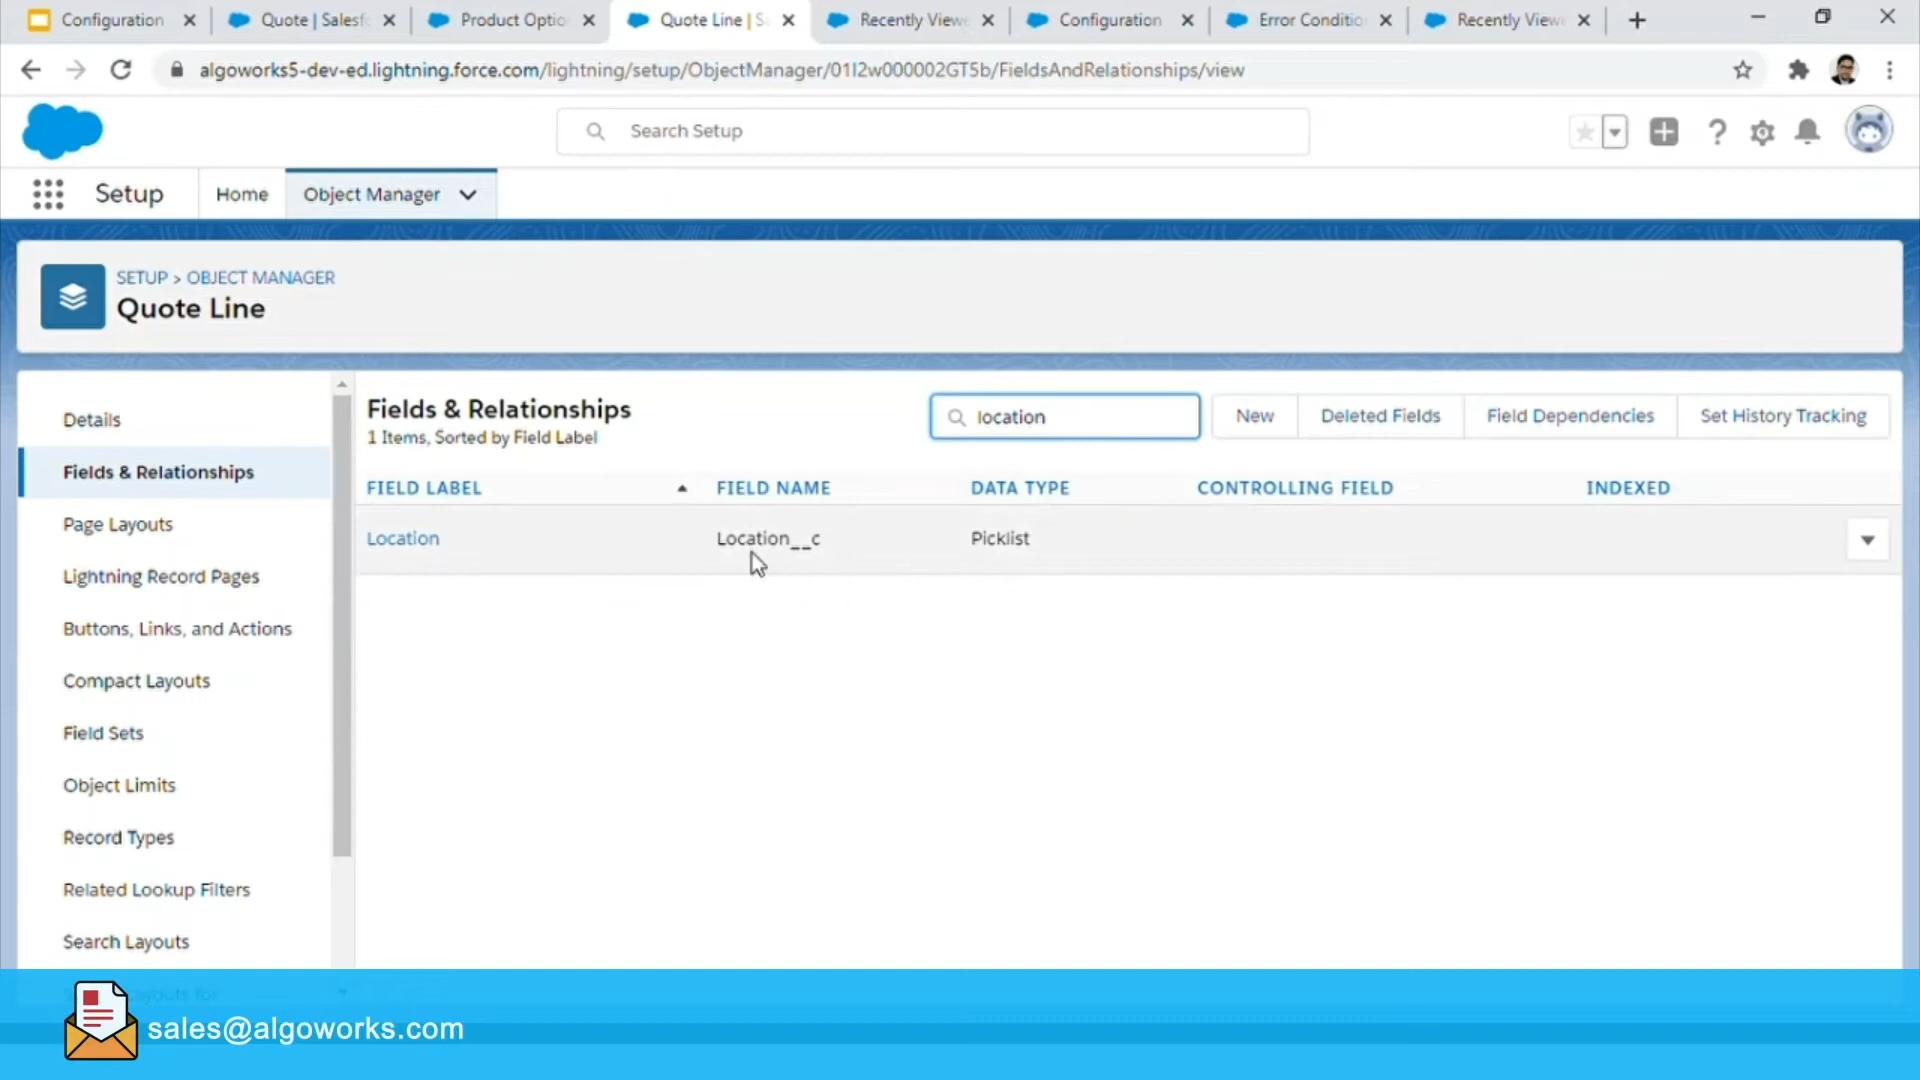 Configuration
Quote | Salesf
Product Optio
Quote Line | S
Recently View
Configuration
Error Conditio
Recently View
algoworks5-dev-ed.lightning.force.com/lightning/setup/ObjectManager/01I2w000002GT5b/FieldsAndRelationships/view
Search Setup
Setup
Home
Object Manager
SETUP > OBJECT MANAGER
Quote Line
Details
Fields & Relationships
Page Layouts
Lightning Record Pages
Buttons, Links, and Actions
Compact Layouts
Field Sets
Object Limits
Record Types
Related Lookup Filters
Search Layouts
Fields & Relationships
1 Items, Sorted by Field Label
location
New
Deleted Fields
Field Dependencies
Set History Tracking
FIELD LABEL FIELD NAME DATA TYPE CONTROLLING FIELD INDEXED
Location Location__c Picklist
sales@algoworks.com